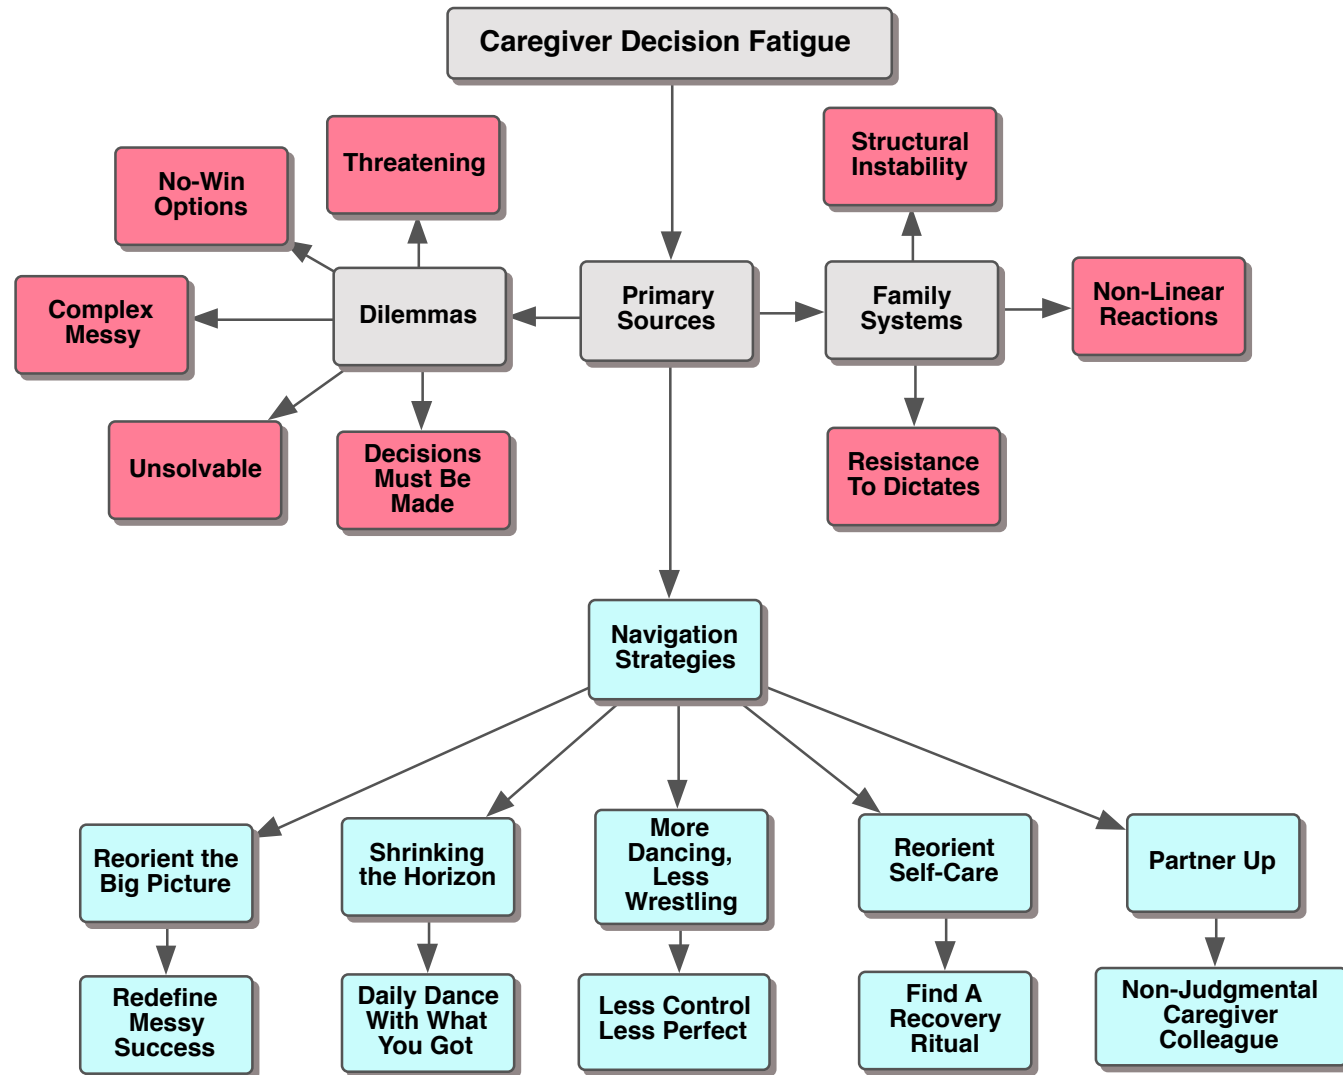 Caregiver Decision Fatigue
Threatening
Structural
Instability
No-Win
Options
Complex
Messy
Dilemmas
Primary
Sources
Family
Systems
Non-Linear
Reactions
Unsolvable
Decisions
Must Be
Made
Resistance
To Dictates
Navigation
Strategies
Reorient the
Big Picture
Shrinking
the Horizon
More
Dancing,
Less
Wrestling
Reorient
Self-Care
Partner Up
Redefine
Messy
Success
Daily Dance
With What
You Got
Less Control
Less Perfect
Find A
Recovery
Ritual
Non-Judgmental
Caregiver
Colleague